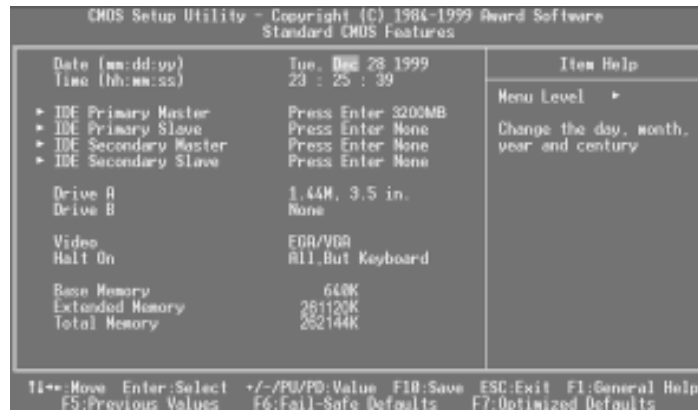 CMOS Setup Utility - Copyright (C) 1984-1999 Award Software
Standard CMOS Features
Date (mm:dd:yy) Tue, Dec 28 1999
Time (hh:mm:ss) 23 : 25 : 39
► IDE Primary Master Press Enter 3200MB
► IDE Primary Slave Press Enter None
► IDE Secondary Master Press Enter None
► IDE Secondary Slave Press Enter None
Drive A 1.44M, 3.5 in.
Drive B None
Video EGA/VGA
Halt On All,But Keyboard
Base Memory 640K
Extended Memory 261120K
Total Memory 262144K
Item Help
Menu Level ►
Change the day, month,
year and century
↑↓→←:Move Enter:Select +/-/PU/PD:Value F10:Save ESC:Exit F1:General Help
F5:Previous Values F6:Fail-Safe Defaults F7:Optimized Defaults